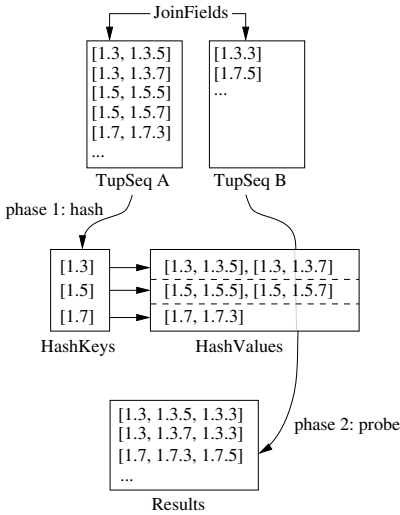 JoinFields
[1.3, 1.3.5]
[1.3, 1.3.7]
[1.5, 1.5.5]
[1.5, 1.5.7]
[1.7, 1.7.3]
...
TupSeq A
[1.3.3]
[1.7.5]
...
TupSeq B
phase 1: hash
[1.3]
[1.5]
[1.7]
HashKeys
[1.3, 1.3.5], [1.3, 1.3.7]
[1.5, 1.5.5], [1.5, 1.5.7]
[1.7, 1.7.3]
HashValues
phase 2: probe
[1.3, 1.3.5, 1.3.3]
[1.3, 1.3.7, 1.3.3]
[1.7, 1.7.3, 1.7.5]
...
Results